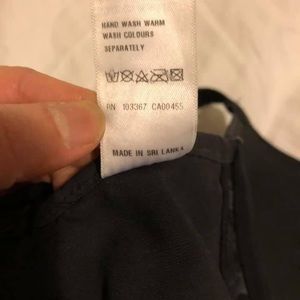 HAND WASH WARM
WASH COLOURS
SEPARATELY
RN 103367 CA00455
MADE IN SRI LANKA